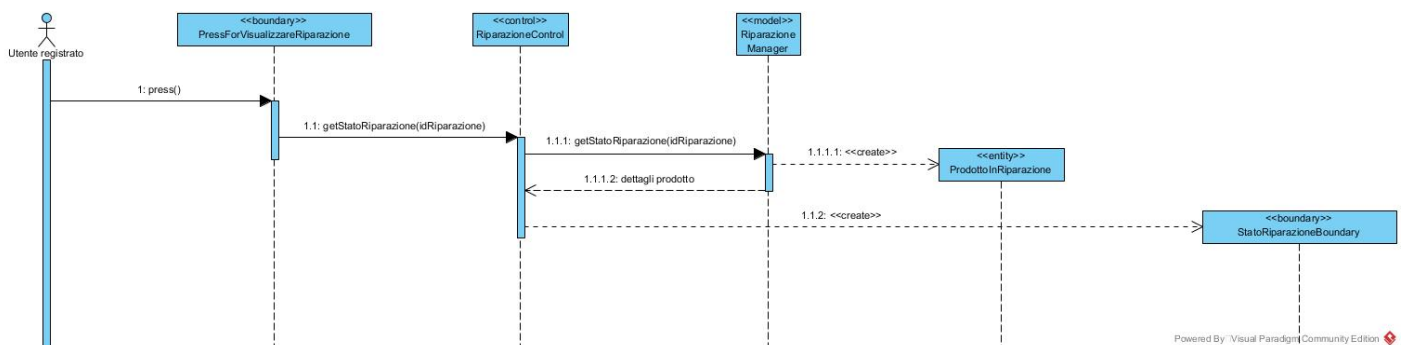 <<boundary>>
PressForVisualizzareRiparazione
<<control>>
RiparazioneControl
<<model>>
Riparazione
Manager
Utente registrato
1: press()
1.1: getStatoRiparazione(idRiparazione)
1.1.1: getStatoRiparazione(idRiparazione)
1.1.1.1: <<create>>
<<entity>>
ProdottoInRiparazione
1.1.1.2: dettagli prodotto
1.1.2: <<create>>
<<boundary>>
StatoRiparazioneBoundary
Powered By Visual Paradigm Community Edition